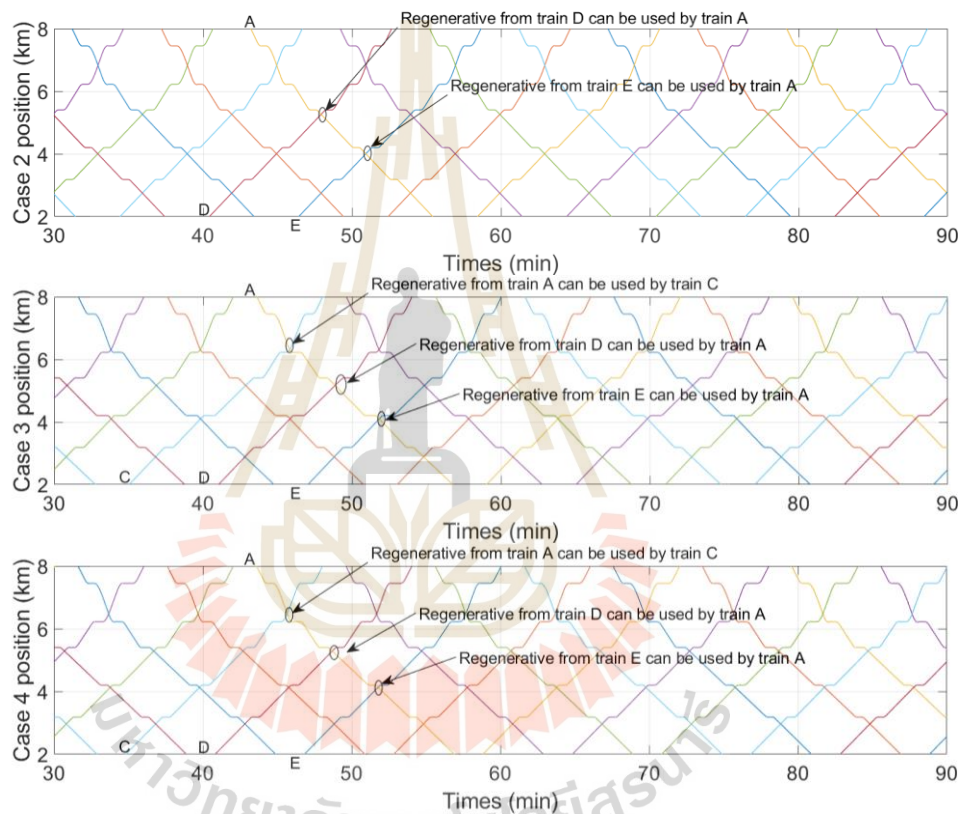 A
Regenerative from train D can be used by train A
Regenerative from train E can be used by train A
Case 2 position (km)
8
6
4
2
D
E
30 40 50 60 70 80 90
Times (min)
A
Regenerative from train A can be used by train C
Regenerative from train D can be used by train A
Regenerative from train E can be used by train A
Case 3 position (km)
8
6
4
2
C D
E
30 40 50 60 70 80 90
Times (min)
A
Regenerative from train A can be used by train C
Regenerative from train D can be used by train A
Regenerative from train E can be used by train A
Case 4 position (km)
8
6
4
2
C D
E
30 40 50 60 70 80 90
Times (min)